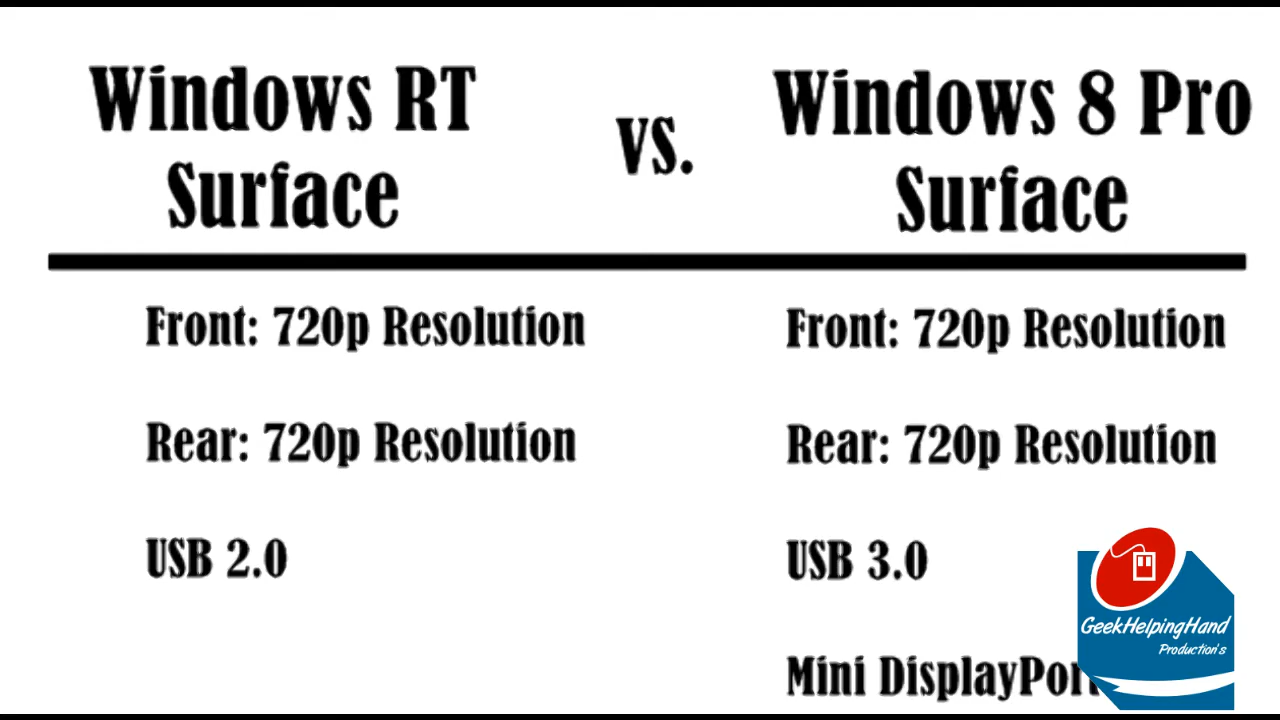 Windows RT
Surface
vs.
Windows 8 Pro
Surface
Front: 720p Resolution
Rear: 720p Resolution
USB 2.0
Front: 720p Resolution
Rear: 720p Resolution
USB 3.0
Mini DisplayPort
GeekHelpingHand
Production's